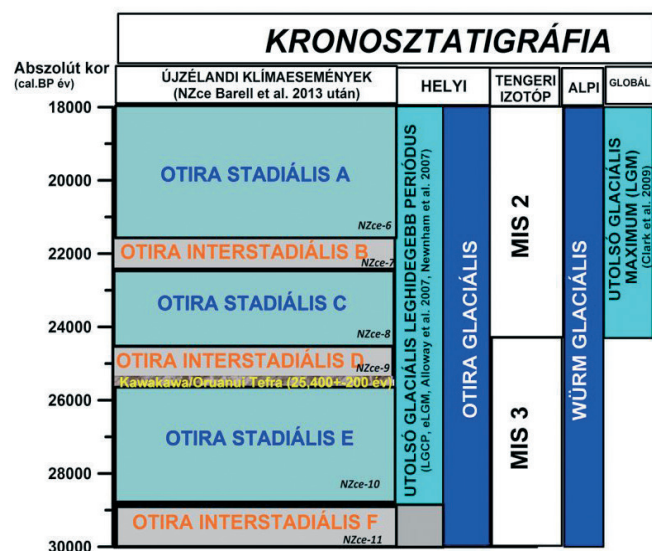 KRONOSZTATIGRÁFIA
Abszolút kor
(cal.BP év)
ÚJZÉLANDI KLÍMAESEMÉNYEK
(NZce Barell et al. 2013 után)
HELYI
TENGERI
IZOTÓP
ALPI
GLOBÁL
18000
20000
22000
24000
26000
28000
30000
OTIRA STADIÁLIS A
NZce-6
OTIRA INTERSTADIÁLIS B
NZce-7
OTIRA STADIÁLIS C
NZce-8
OTIRA INTERSTADIÁLIS D
NZce-9
Kawakawa/Oruanui Tefra (25,400+-200 év)
OTIRA STADIÁLIS E
NZce-10
OTIRA INTERSTADIÁLIS F
NZce-11
UTOLSÓ GLACIÁLIS LEGHIDEGEBB PERIÓDUS
(LGCP, eLGM, Alloway et al. 2007, Newnham et al. 2007)
OTIRA GLACIÁLIS
MIS 2
MIS 3
WÜRM GLACIÁLIS
UTOLSÓ GLACIÁLIS
MAXIMUM (LGM)
(Clark et al. 2009)